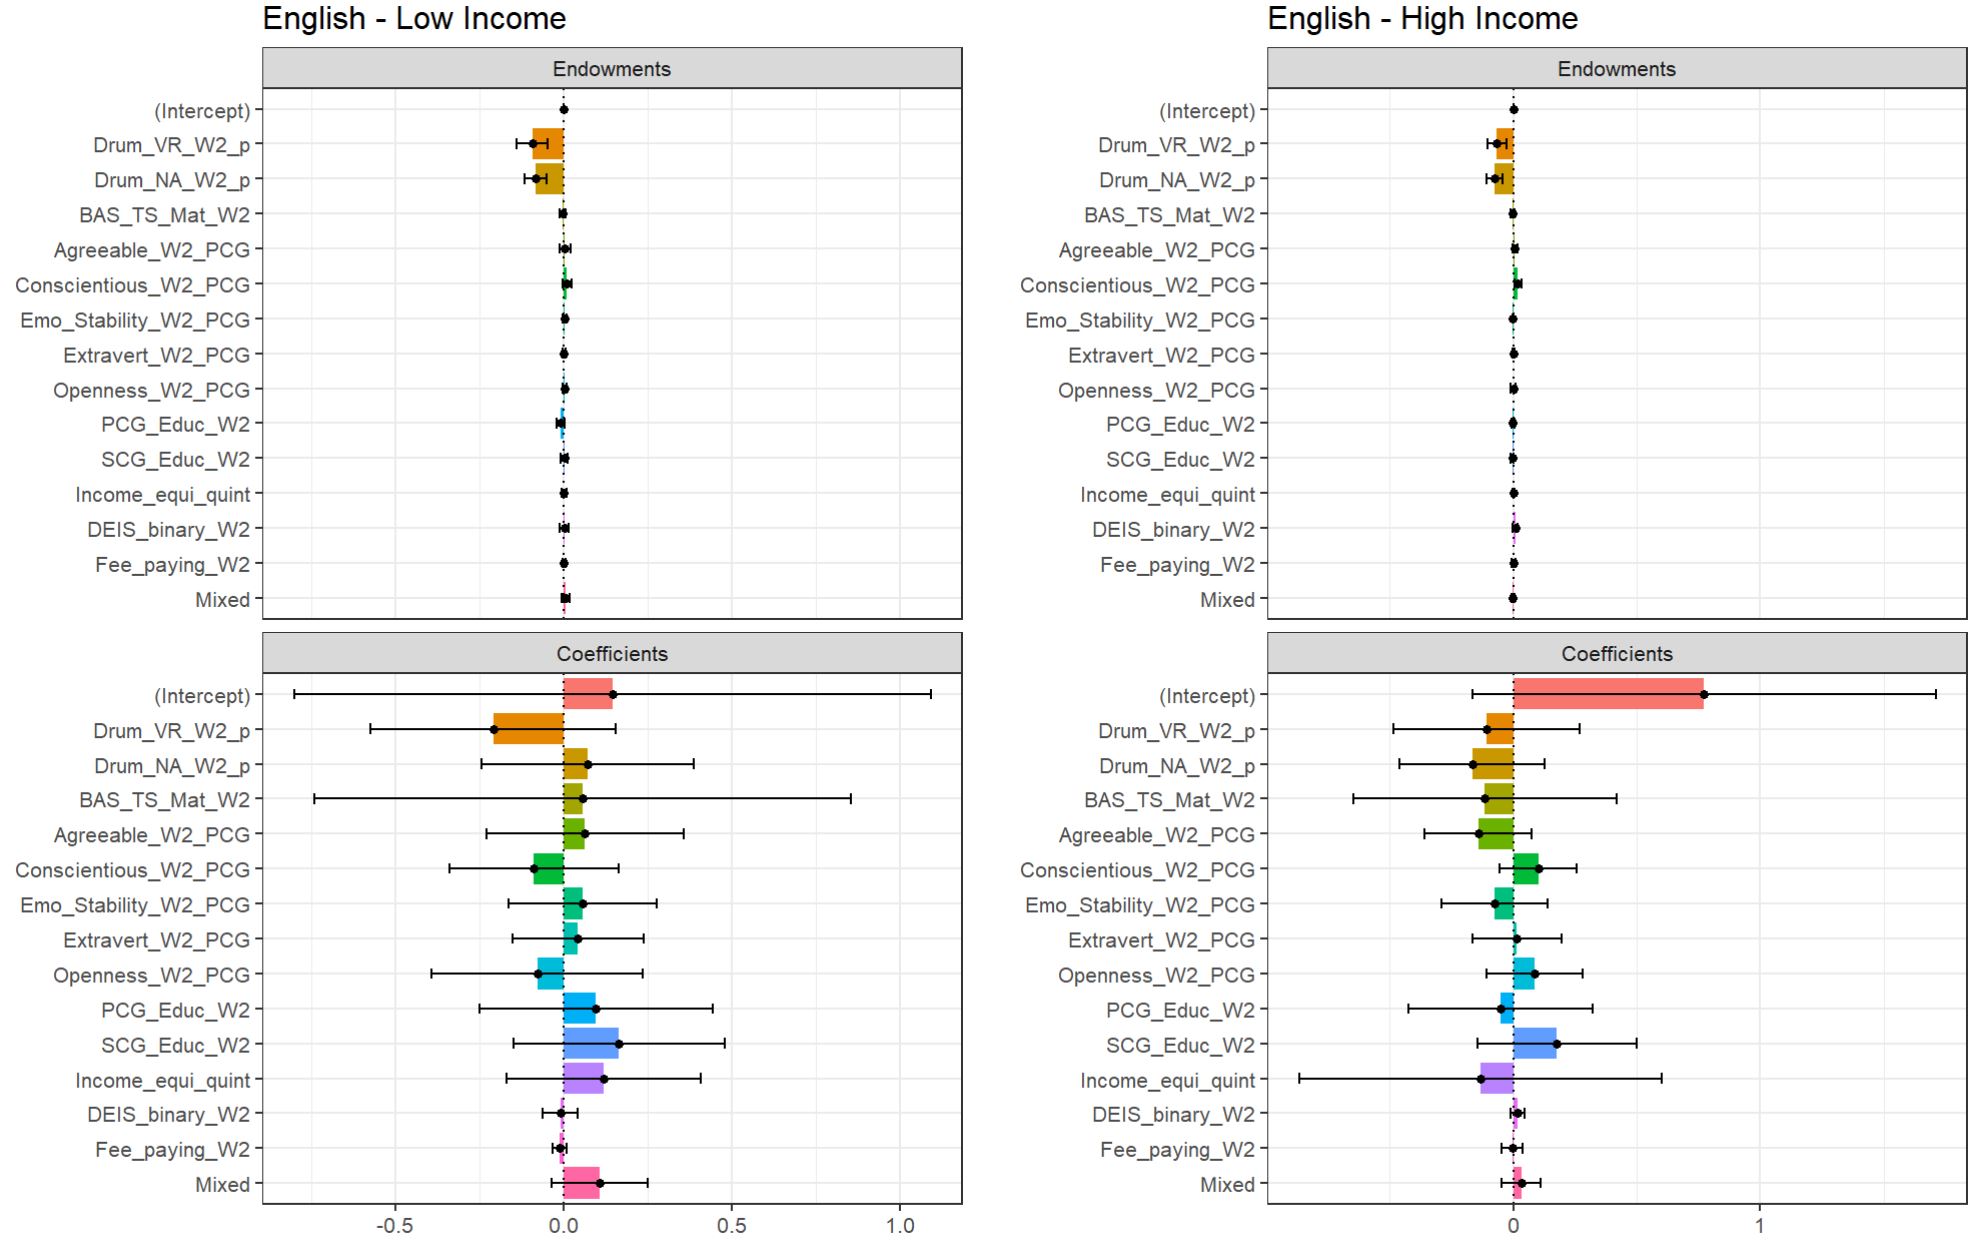 English - Low Income
Endowments
(Intercept)
Drum_VR_W2_p
Drum_NA_W2_p
BAS_TS_Mat_W2
Agreeable_W2_PCG
Conscientious_W2_PCG
Emo_Stability_W2_PCG
Extravert_W2_PCG
Openness_W2_PCG
PCG_Educ_W2
SCG_Educ_W2
Income_equi_quint
DEIS_binary_W2
Fee_paying_W2
Mixed
Coefficients
(Intercept)
Drum_VR_W2_p
Drum_NA_W2_p
BAS_TS_Mat_W2
Agreeable_W2_PCG
Conscientious_W2_PCG
Emo_Stability_W2_PCG
Extravert_W2_PCG
Openness_W2_PCG
PCG_Educ_W2
SCG_Educ_W2
Income_equi_quint
DEIS_binary_W2
Fee_paying_W2
Mixed
-0.5 0.0 0.5 1.0
English - High Income
Endowments
(Intercept)
Drum_VR_W2_p
Drum_NA_W2_p
BAS_TS_Mat_W2
Agreeable_W2_PCG
Conscientious_W2_PCG
Emo_Stability_W2_PCG
Extravert_W2_PCG
Openness_W2_PCG
PCG_Educ_W2
SCG_Educ_W2
Income_equi_quint
DEIS_binary_W2
Fee_paying_W2
Mixed
Coefficients
(Intercept)
Drum_VR_W2_p
Drum_NA_W2_p
BAS_TS_Mat_W2
Agreeable_W2_PCG
Conscientious_W2_PCG
Emo_Stability_W2_PCG
Extravert_W2_PCG
Openness_W2_PCG
PCG_Educ_W2
SCG_Educ_W2
Income_equi_quint
DEIS_binary_W2
Fee_paying_W2
Mixed
0 1